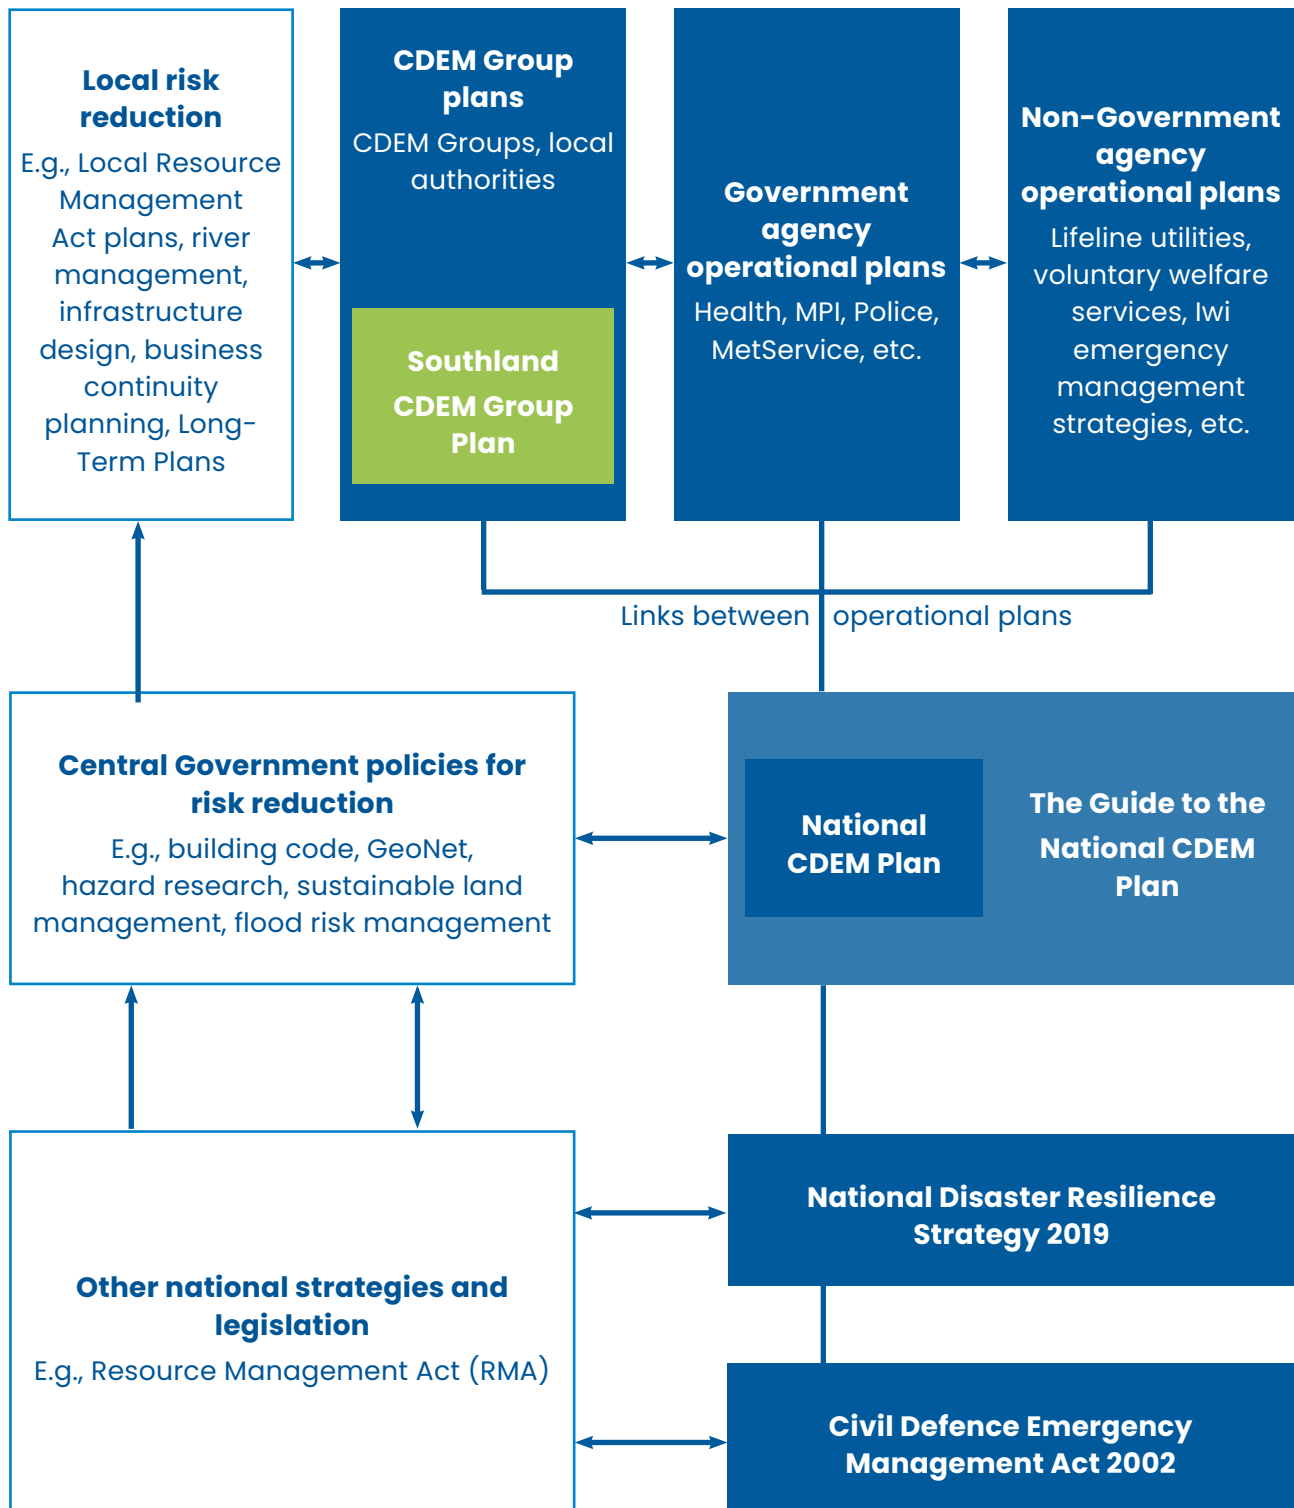 Local risk
reduction
E.g., Local Resource
Management
Act plans, river
management,
infrastructure
design, business
continuity
planning, Long-
Term Plans
CDEM Group
plans
CDEM Groups, local
authorities
Southland
CDEM Group
Plan
Government
agency
operational plans
Health, MPI, Police,
MetService, etc.
Non-Government
agency
operational plans
Lifeline utilities,
voluntary welfare
services, Iwi
emergency
management
strategies, etc.
Links between operational plans
Central Government policies for
risk reduction
E.g., building code, GeoNet,
hazard research, sustainable land
management, flood risk management
National
CDEM Plan
The Guide to the
National CDEM
Plan
Other national strategies and
legislation
E.g., Resource Management Act (RMA)
National Disaster Resilience
Strategy 2019
Civil Defence Emergency
Management Act 2002